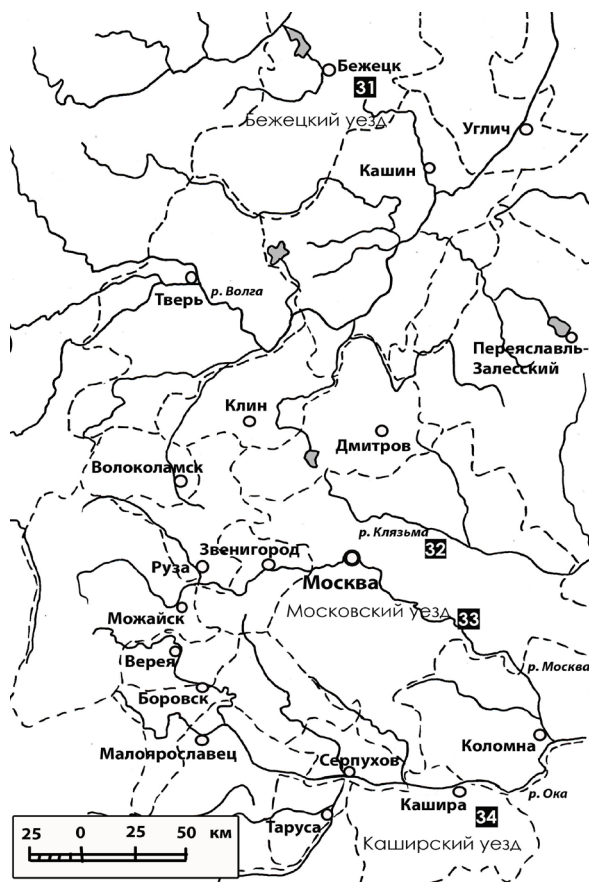 Бежецк
31
Бежецкий уезд
Углич
Кашин
р. Волга
Тверь
Переяславль-
Залесский
Клин
Дмитров
Волоколамск
р. Клязьма
32
Звенигород
Руза
Москва
Московский уезд
33
Можайск
Верея
р. Москва
Боровск
Малоярославец
Коломна
Серпухов
Кашира
р. Ока
Таруса
34
Каширский уезд
25 0 25 50 км